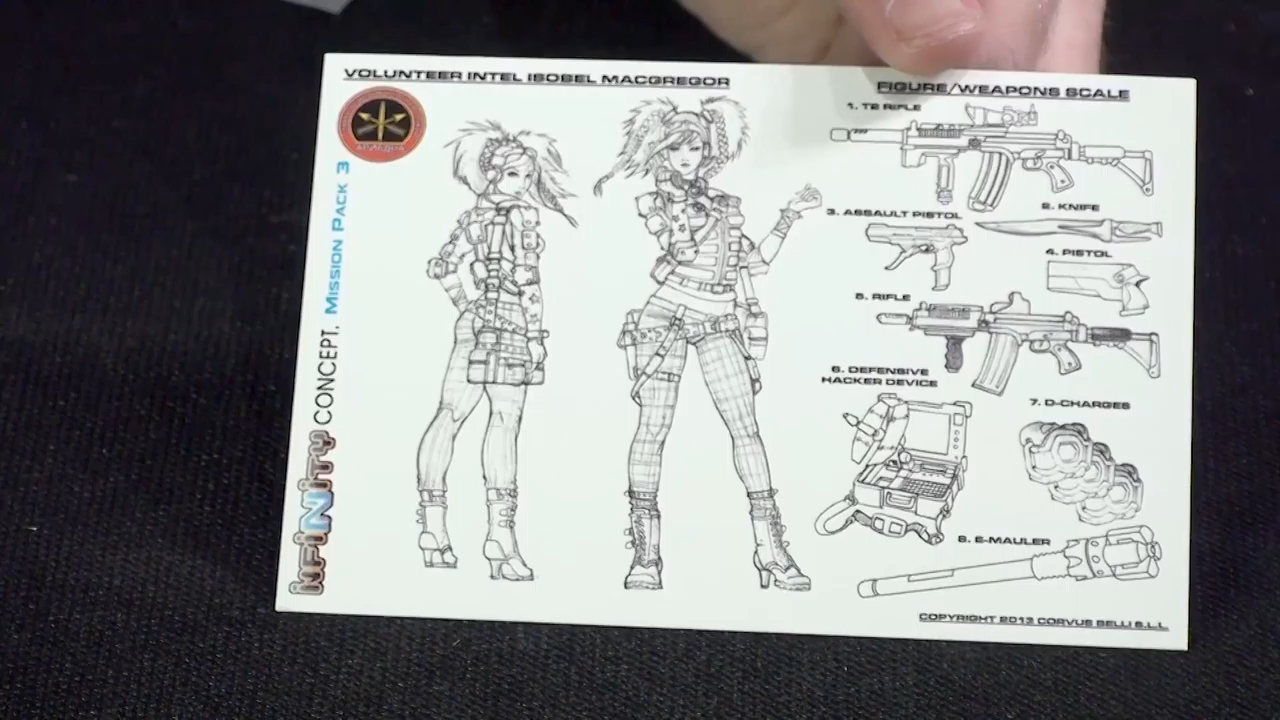 VOLUNTEER INTEL ISOBEL MACGREGOR
FIGURE/WEAPONS SCALE
1. T2 RIFLE
2. KNIFE
3. ASSAULT PISTOL
4. PISTOL
5. RIFLE
6. DEFENSIVE
HACKER DEVICE
7. D-CHARGES
8. E-MAULER
COPYRIGHT 2013 CORVUS BELLI S.L.L.
iNFiNiTY CONCEPT. MISSION PACK 3